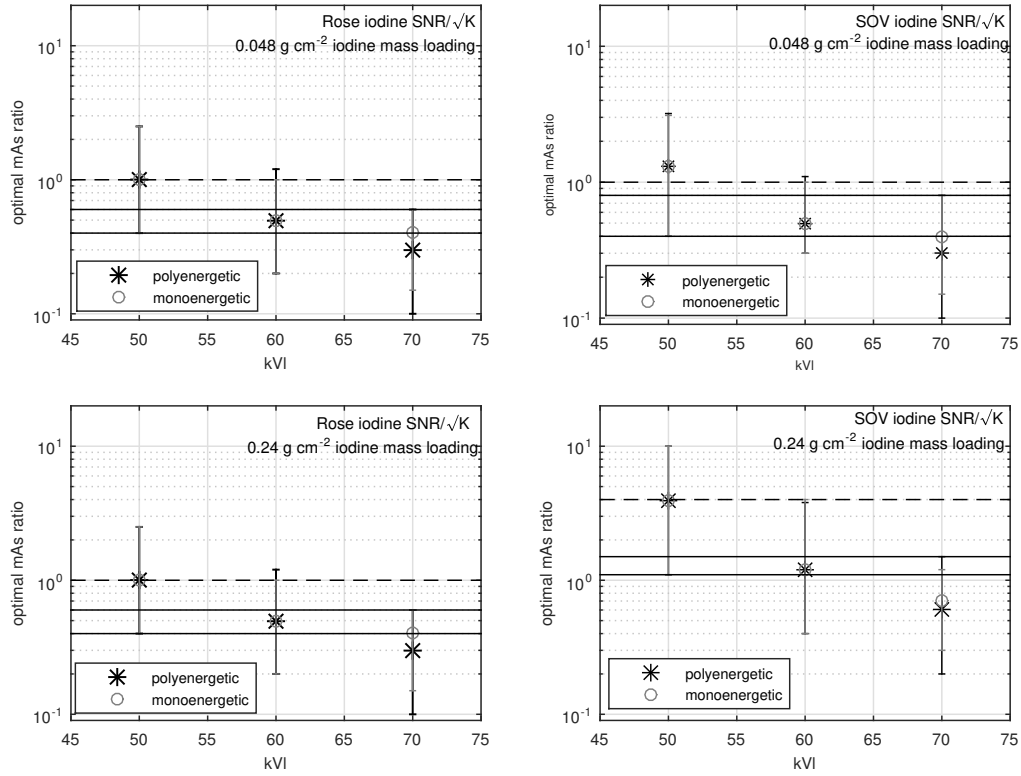 Rose iodine SNR/√K
0.048 g cm⁻² iodine mass loading
10¹
10⁰
10⁻¹
optimal mAs ratio
polyenergetic
monoenergetic
45 50 55 60 65 70 75
kVl
SOV iodine SNR/√K
0.048 g cm⁻² iodine mass loading
10¹
10⁰
10⁻¹
optimal mAs ratio
polyenergetic
monoenergetic
45 50 55 60 65 70 75
kVl
Rose iodine SNR/√K
0.24 g cm⁻² iodine mass loading
10¹
10⁰
10⁻¹
optimal mAs ratio
polyenergetic
monoenergetic
45 50 55 60 65 70 75
kVl
SOV iodine SNR/√K
0.24 g cm⁻² iodine mass loading
10¹
10⁰
10⁻¹
optimal mAs ratio
polyenergetic
monoenergetic
45 50 55 60 65 70 75
kVl